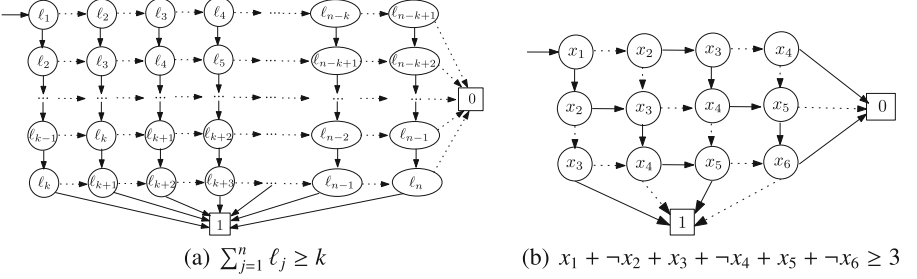 ℓ₁ ℓ₂ ℓ₃ ℓ₄ ... ℓₙ₋ₖ ℓₙ₋ₖ₊₁
ℓ₂ ℓ₃ ℓ₄ ℓ₅ ... ℓₙ₋ₖ₊₁ ℓₙ₋ₖ₊₂
... ... ... ... ... ...
0
ℓₖ₋₁ ℓₖ ℓₖ₊₁ ℓₖ₊₂ ... ℓₙ₋₂ ℓₙ₋₁
ℓₖ ℓₖ₊₁ ℓₖ₊₂ ℓₖ₊₃ ℓₙ₋₁ ℓₙ
1
(a) ∑ⁿⱼ₌₁ ℓⱼ ≥ k
x₁ x₂ x₃ x₄
x₂ x₃ x₄ x₅ 0
x₃ x₄ x₅ x₆
1
(b) x₁ + ¬x₂ + x₃ + ¬x₄ + x₅ + ¬x₆ ≥ 3